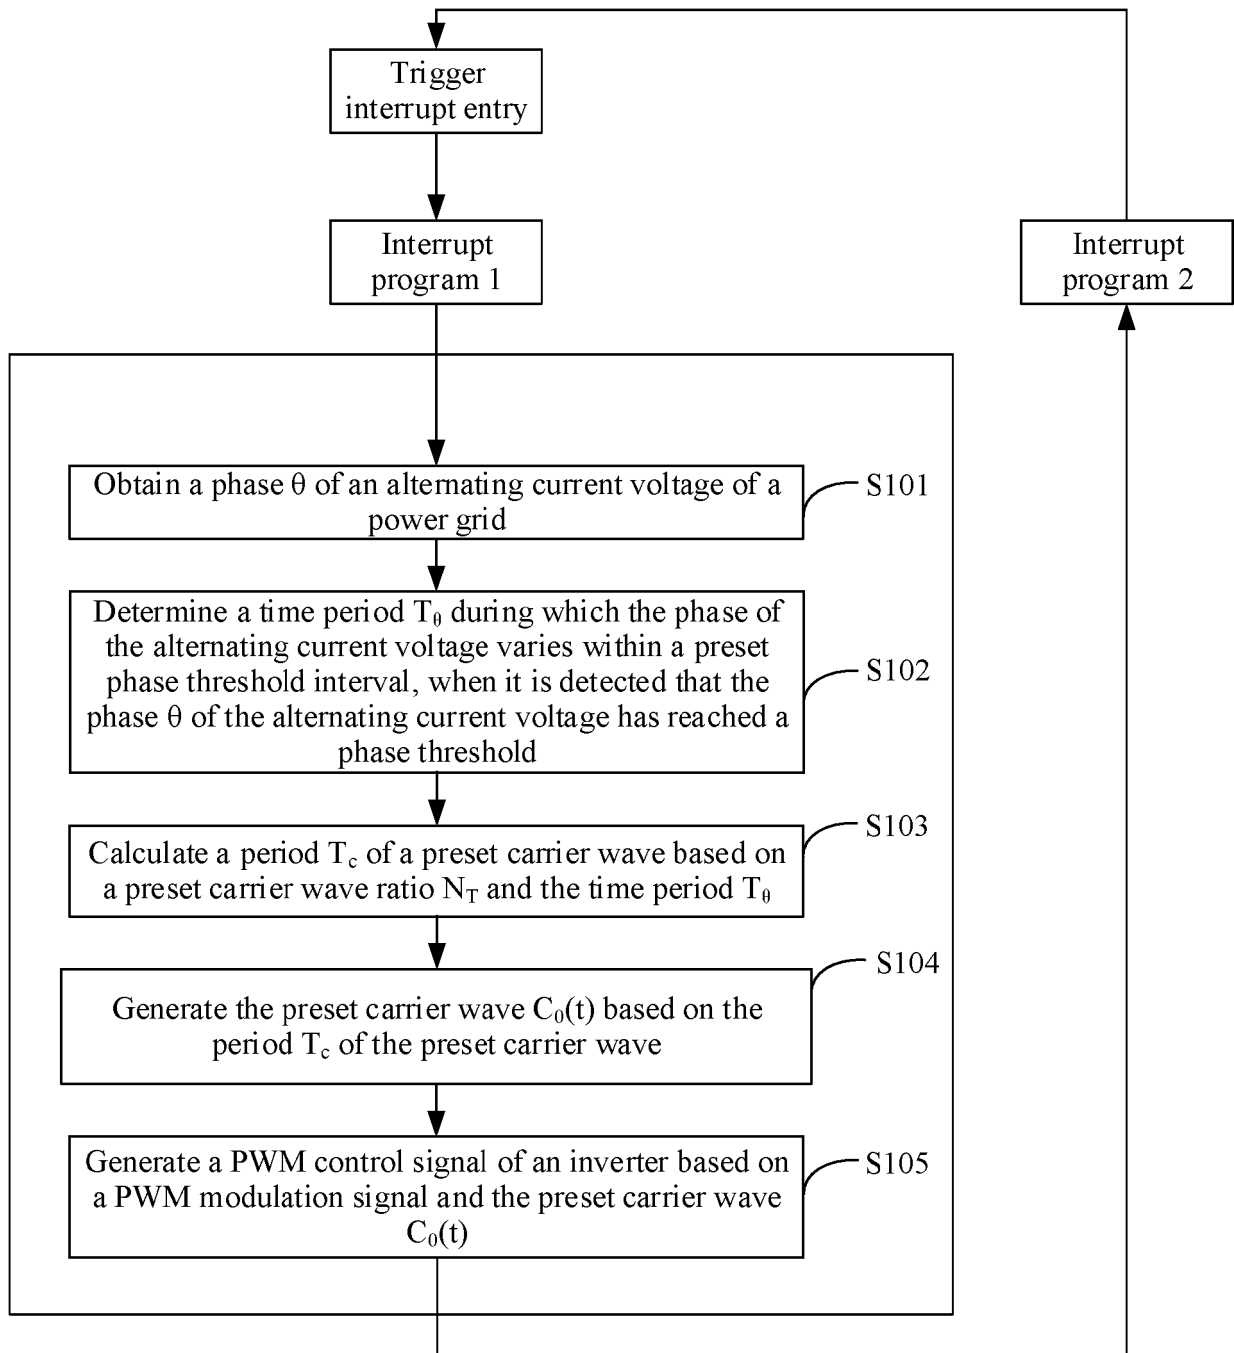 Trigger
interrupt entry
Interrupt
program 1
Interrupt
program 2
Obtain a phase θ of an alternating current voltage of a
power grid
S101
Determine a time period Tθ during which the phase of
the alternating current voltage varies within a preset
phase threshold interval, when it is detected that the
phase θ of the alternating current voltage has reached a
phase threshold
S102
Calculate a period Tc of a preset carrier wave based on
a preset carrier wave ratio NT and the time period Tθ
S103
Generate the preset carrier wave C0(t) based on the
period Tc of the preset carrier wave
S104
Generate a PWM control signal of an inverter based on
a PWM modulation signal and the preset carrier wave
C0(t)
S105